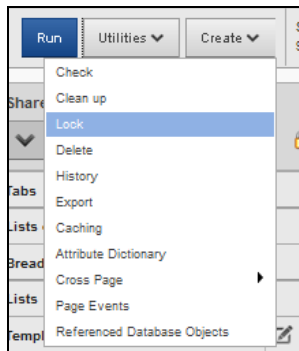 Run Utilities Create
Check
Share
Clean up
Lock
Delete
History
Tabs
Export
Lists
Caching
Bread
Attribute Dictionary
Lists
Cross Page
Page Events
Templ
Referenced Database Objects